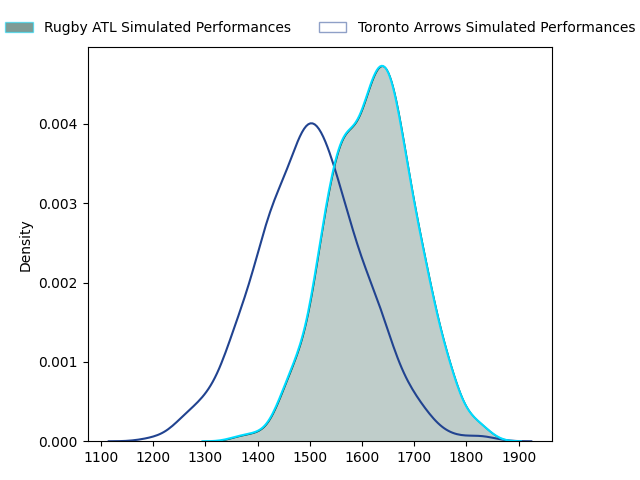 Rugby ATL Simulated Performances Toronto Arrows Simulated Performances
Density
0.004
0.003
0.002
0.001
0.000
1100 1200 1300 1400 1500 1600 1700 1800 1900